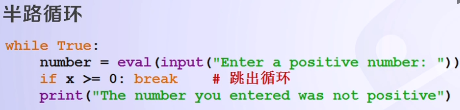 半路循环
while True:
    number = eval(input("Enter a positive number: "))
    if x >= 0: break    # 跳出循环
    print("The number you entered was not positive")